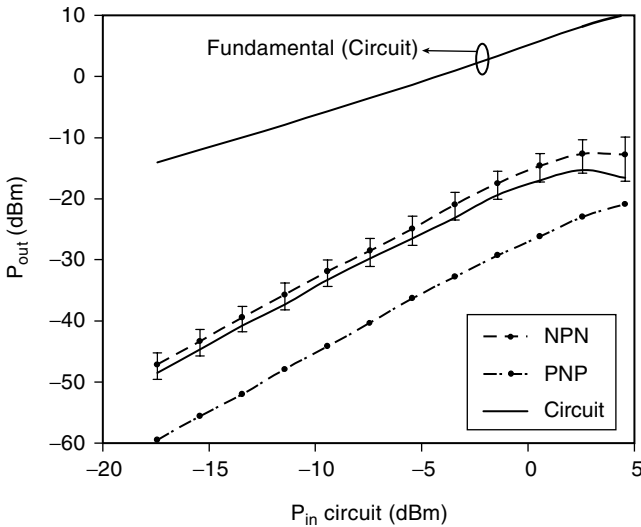 10
0
−10
−20
−30
−40
−50
−60
P_out (dBm)
Fundamental (Circuit)
NPN
PNP
Circuit
−20
−15
−10
−5
0
5
P_in circuit (dBm)